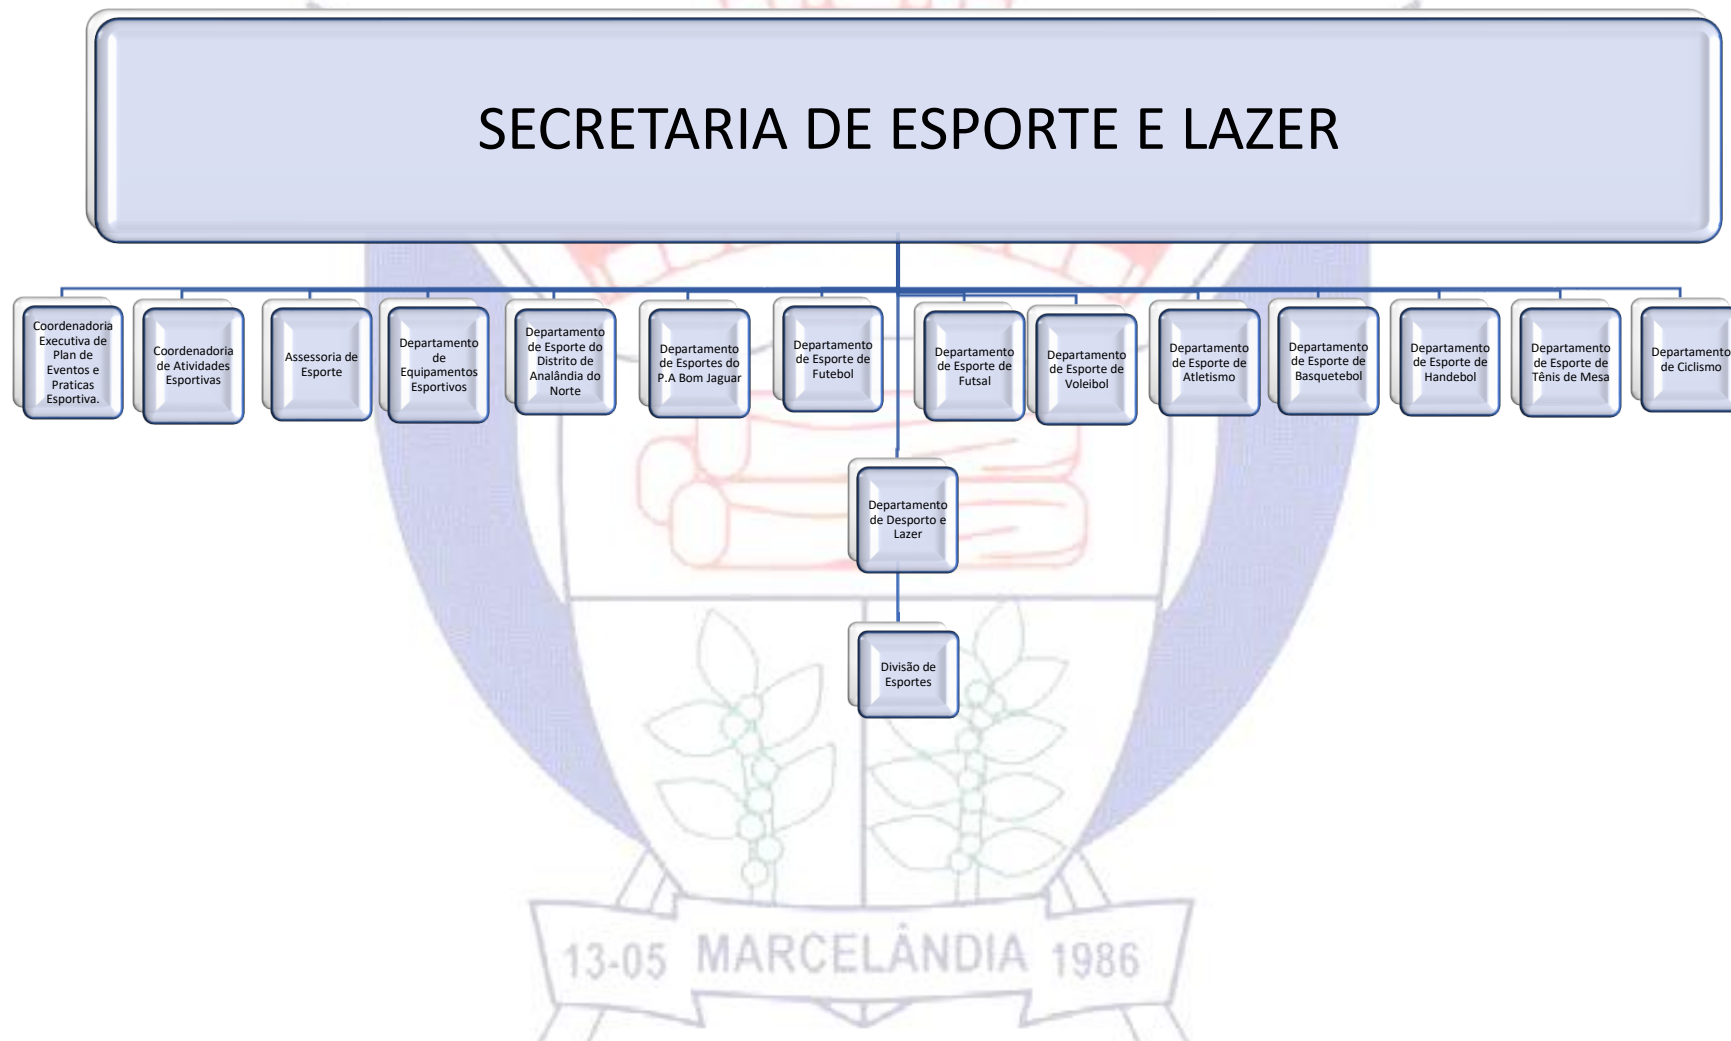 SECRETARIA DE ESPORTE E LAZER
Coordenadoria
Executiva de
Plan de
Eventos e
Praticas
Esportiva.
Coordenadoria
de Atividades
Esportivas
Assessoria de
Esporte
Departamento
de
Equipamentos
Esportivos
Departamento
de Esporte do
Distrito de
Analândia do
Norte
Departamento
de Esportes do
P.A Bom Jaguar
Departamento
de Esporte de
Futebol
Departamento
de Esporte de
Futsal
Departamento
de Esporte de
Voleibol
Departamento
de Esporte de
Atletismo
Departamento
de Esporte de
Basquetebol
Departamento
de Esporte de
Handebol
Departamento
de Esporte de
Tênis de Mesa
Departamento
de Ciclismo
Departamento
de Desporto e
Lazer
Divisão de
Esportes
13-05 MARCELÂNDIA 1986